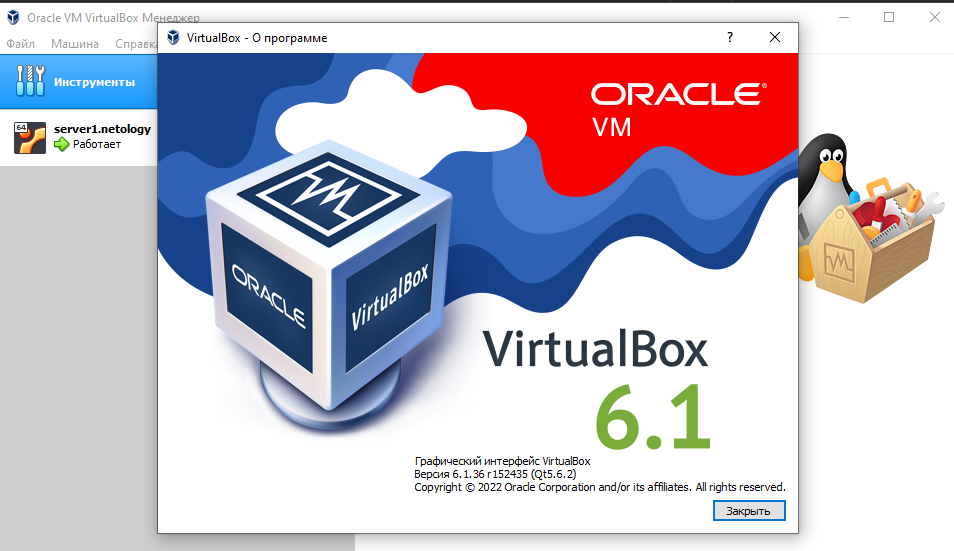 Oracle VM VirtualBox Менеджер
Файл Машина Справка
Инструменты
64
server1.netology
Работает
VirtualBox - О программе
?
ORACLE®
VM
ORACLE
VirtualBox
VirtualBox
6.1
Графический интерфейс VirtualBox
Версия 6.1.36 r152435 (Qt5.6.2)
Copyright © 2022 Oracle Corporation and/or its affiliates. All rights reserved.
Закрыть